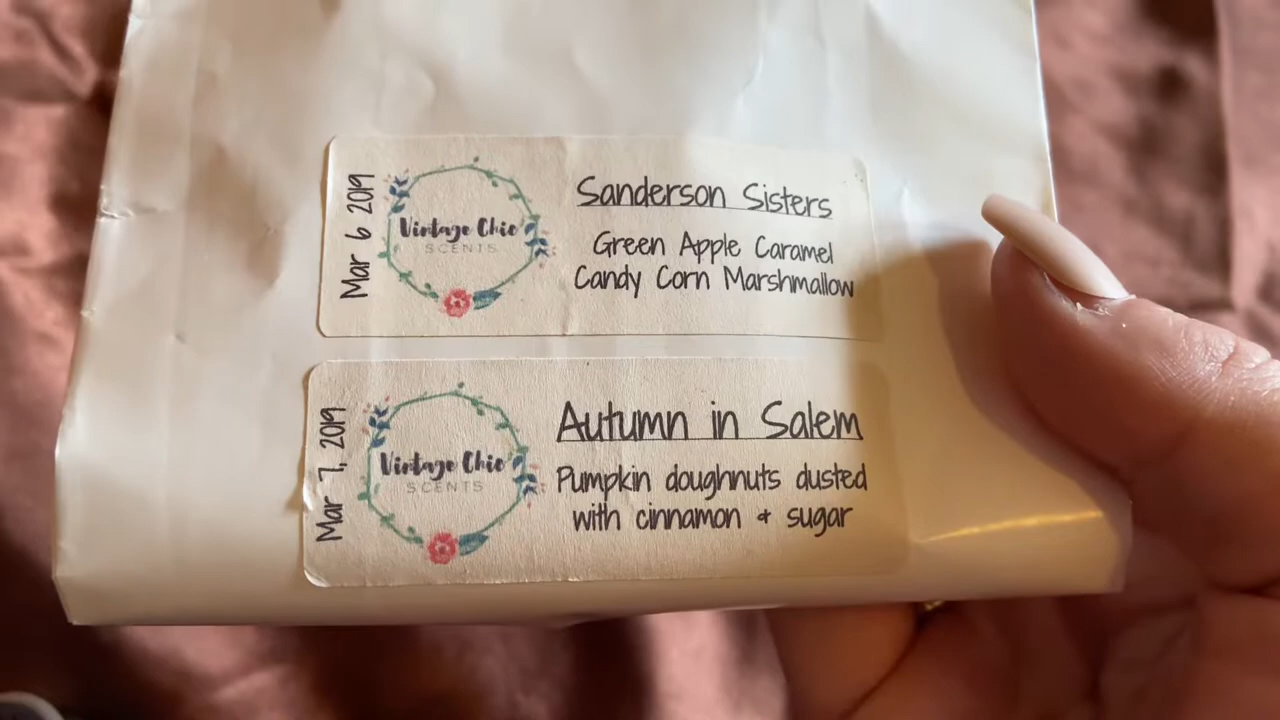 Mar 6 2019
Vintage Chic
SCENTS
Sanderson Sisters
Green Apple Caramel
Candy Corn Marshmallow
Mar 7, 2019
Vintage Chic
SCENTS
Autumn in Salem
Pumpkin doughnuts dusted
with cinnamon + sugar